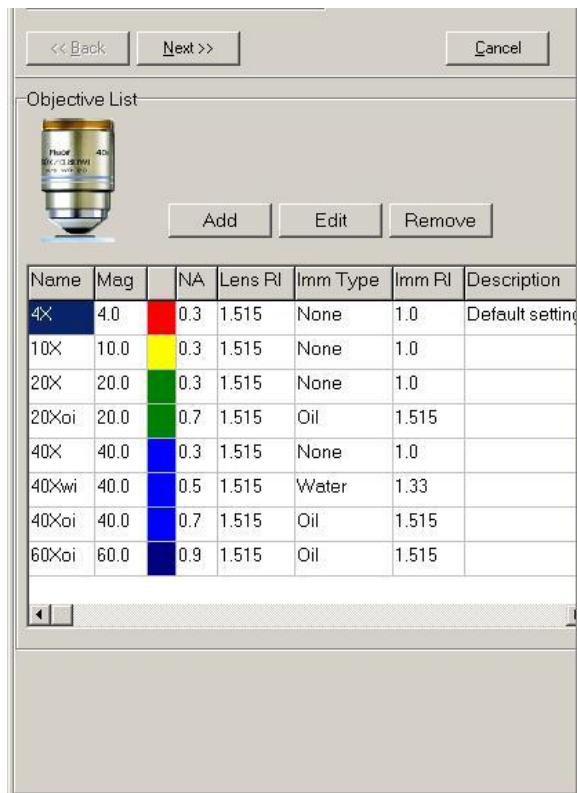 << Back Next >> Cancel
Objective List
Fluor 40
Add Edit Remove
Name Mag NA Lens RI Imm Type Imm RI Description
4X 4.0 0.3 1.515 None 1.0 Default setting
10X 10.0 0.3 1.515 None 1.0
20X 20.0 0.3 1.515 None 1.0
20Xoi 20.0 0.7 1.515 Oil 1.515
40X 40.0 0.3 1.515 None 1.0
40Xwi 40.0 0.5 1.515 Water 1.33
40Xoi 40.0 0.7 1.515 Oil 1.515
60Xoi 60.0 0.9 1.515 Oil 1.515